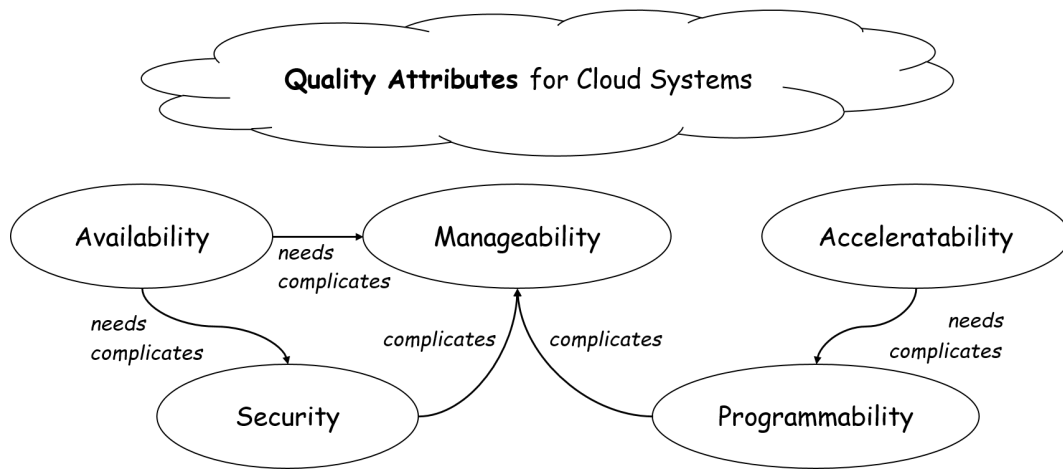 Quality Attributes for Cloud Systems
Availability
Manageability
Acceleratability
needs
complicates
needs
complicates
complicates
complicates
needs
complicates
Security
Programmability